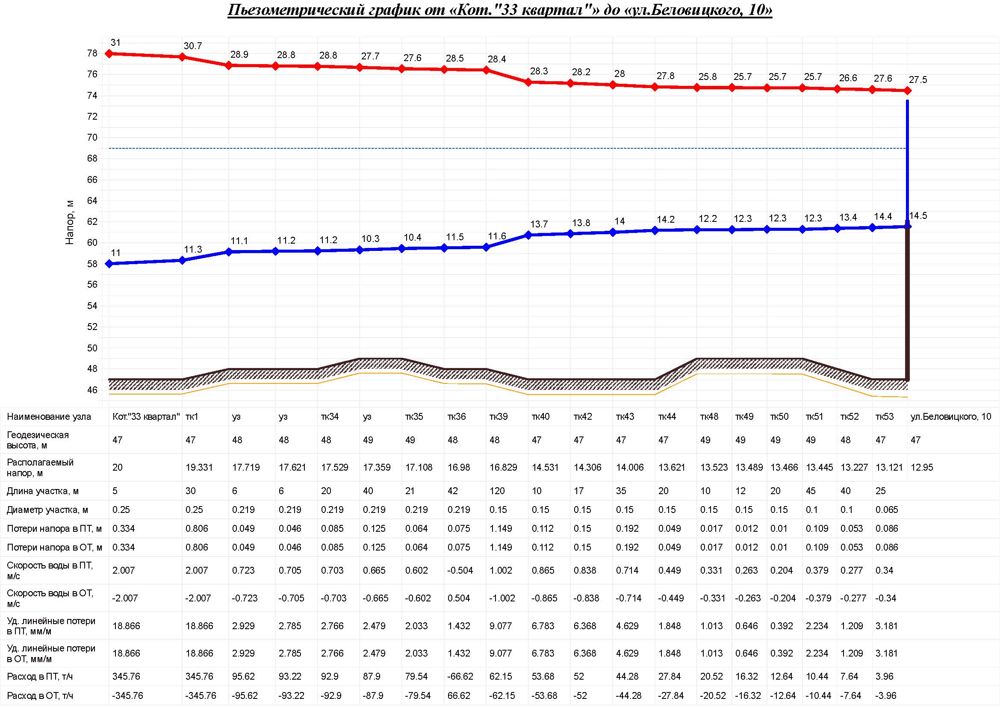 Пьезометрический график от «Кот."33 квартал"» до «ул.Беловицкого, 10»
31 30.7 28.9 28.8 28.8 27.7 27.6 28.5 28.4 28.3 28.2 28 27.8 25.8 25.7 25.7 25.7 26.6 27.6 27.5
78
76
74
72
70
68
66
64
62
60
58
56
54
52
50
48
46
Напор, м
11 11.3 11.1 11.2 11.2 10.3 10.4 11.5 11.6 13.7 13.8 14 14.2 12.2 12.3 12.3 12.3 13.4 14.4 14.5
Наименование узла Кот."33 квартал" тк1 уз уз тк34 уз тк35 тк36 тк39 тк40 тк42 тк43 тк44 тк48 тк49 тк50 тк51 тк52 тк53 ул.Беловицкого, 10
Геодезическая
высота, м 47 47 48 48 48 49 49 48 48 47 47 47 47 49 49 49 49 48 47 47
Располагаемый
напор, м 20 19.331 17.719 17.621 17.529 17.359 17.108 16.98 16.829 14.531 14.306 14.006 13.621 13.523 13.489 13.466 13.445 13.227 13.121 12.95
Длина участка, м 5 30 6 6 20 40 21 42 120 10 17 35 20 10 12 20 45 40 25
Диаметр участка, м 0.25 0.25 0.219 0.219 0.219 0.219 0.219 0.219 0.15 0.15 0.15 0.15 0.15 0.15 0.15 0.15 0.1 0.1 0.065
Потери напора в ПТ, м 0.334 0.806 0.049 0.046 0.085 0.125 0.064 0.075 1.149 0.112 0.15 0.192 0.049 0.017 0.012 0.01 0.109 0.053 0.086
Потери напора в ОТ, м 0.334 0.806 0.049 0.046 0.085 0.125 0.064 0.075 1.149 0.112 0.15 0.192 0.049 0.017 0.012 0.01 0.109 0.053 0.086
Скорость воды в ПТ,
м/с 2.007 2.007 0.723 0.705 0.703 0.665 0.602 -0.504 1.002 0.865 0.838 0.714 0.449 0.331 0.263 0.204 0.379 0.277 0.34
Скорость воды в ОТ,
м/с -2.007 -2.007 -0.723 -0.705 -0.703 -0.665 -0.602 0.504 -1.002 -0.865 -0.838 -0.714 -0.449 -0.331 -0.263 -0.204 -0.379 -0.277 -0.34
Уд. линейные потери
в ПТ, мм/м 18.866 18.866 2.929 2.785 2.766 2.479 2.033 1.432 9.077 6.783 6.368 4.629 1.848 1.013 0.646 0.392 2.234 1.209 3.181
Уд. линейные потери
в ОТ, мм/м 18.866 18.866 2.929 2.785 2.766 2.479 2.033 1.432 9.077 6.783 6.368 4.629 1.848 1.013 0.646 0.392 2.234 1.209 3.181
Расход в ПТ, т/ч 345.76 345.76 95.62 93.22 92.9 87.9 79.54 -66.62 62.15 53.68 52 44.28 27.84 20.52 16.32 12.64 10.44 7.64 3.96
Расход в ОТ, т/ч -345.76 -345.76 -95.62 -93.22 -92.9 -87.9 -79.54 66.62 -62.15 -53.68 -52 -44.28 -27.84 -20.52 -16.32 -12.64 -10.44 -7.64 -3.96